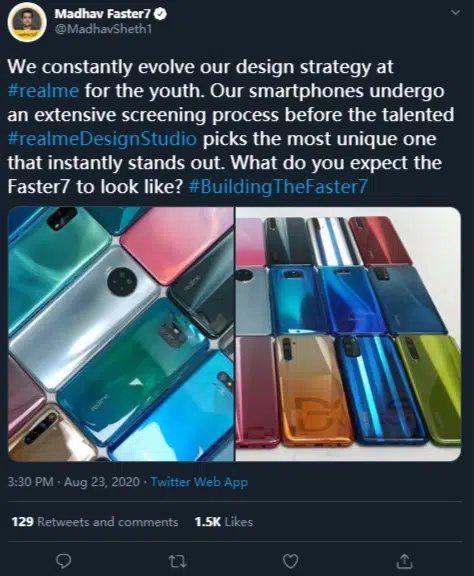 Madhav Faster7
@MadhavSheth1
We constantly evolve our design strategy at
#realme for the youth. Our smartphones undergo
an extensive screening process before the talented
#realmeDesignStudio picks the most unique one
that instantly stands out. What do you expect the
Faster7 to look like? #BuildingTheFaster7
realme
realme
3:30 PM · Aug 23, 2020 · Twitter Web App
129 Retweets and comments 1.5K Likes